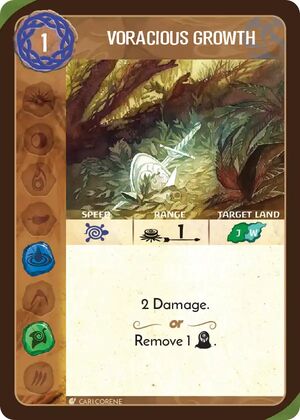 1
VORACIOUS GROWTH
SPEED RANGE TARGET LAND
1 J W
2 Damage.
or
Remove 1 .
CARI CORENE